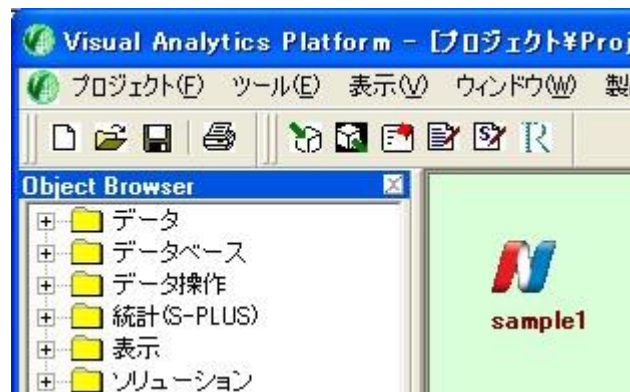 Visual Analytics Platform - [プロジェクト¥Proj
プロジェクト(F) ツール(E) 表示(V) ウィンドウ(W) 製
Object Browser
データ
データベース
データ操作
統計(S-PLUS)
表示
ソリューション
sample1